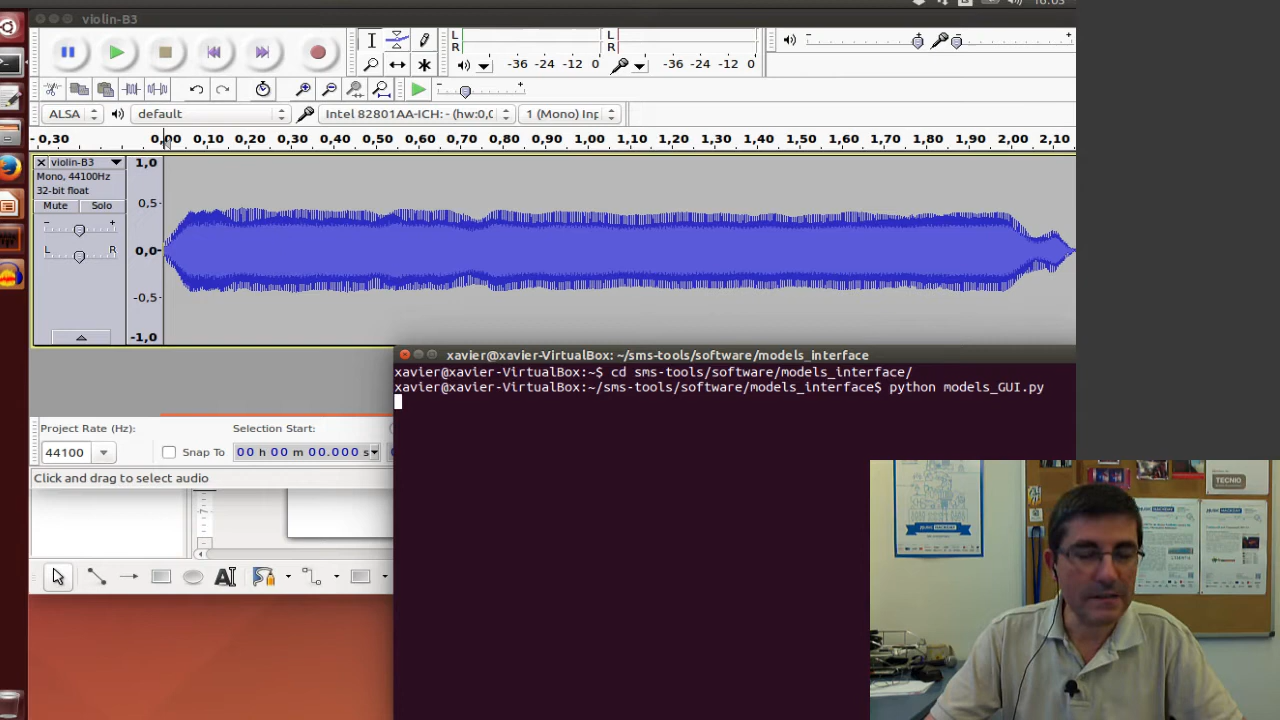 violin-B3
L
R
-36 -24 -12 0
L
R
-36 -24 -12 0
ALSA
default
Intel 82801AA-ICH: - (hw:0,0
1 (Mono) Inp
-0,30
0,00 0,10 0,20 0,30 0,40 0,50 0,60 0,70 0,80 0,90 1,00 1,10 1,20 1,30 1,40 1,50 1,60 1,70 1,80 1,90 2,00 2,10
violin-B3
Mono, 44100Hz
32-bit float
Mute Solo
- +
L R
1,0
0,5
0,0
-0,5
-1,0
xavier@xavier-VirtualBox: ~/sms-tools/software/models_interface
xavier@xavier-VirtualBox:~$ cd sms-tools/software/models_interface/
xavier@xavier-VirtualBox:~/sms-tools/software/models_interface$ python models_GUI.py
Project Rate (Hz):
Selection Start:
44100
Snap To
00 h 00 m 00.000 s
Click and drag to select audio
TECNIO